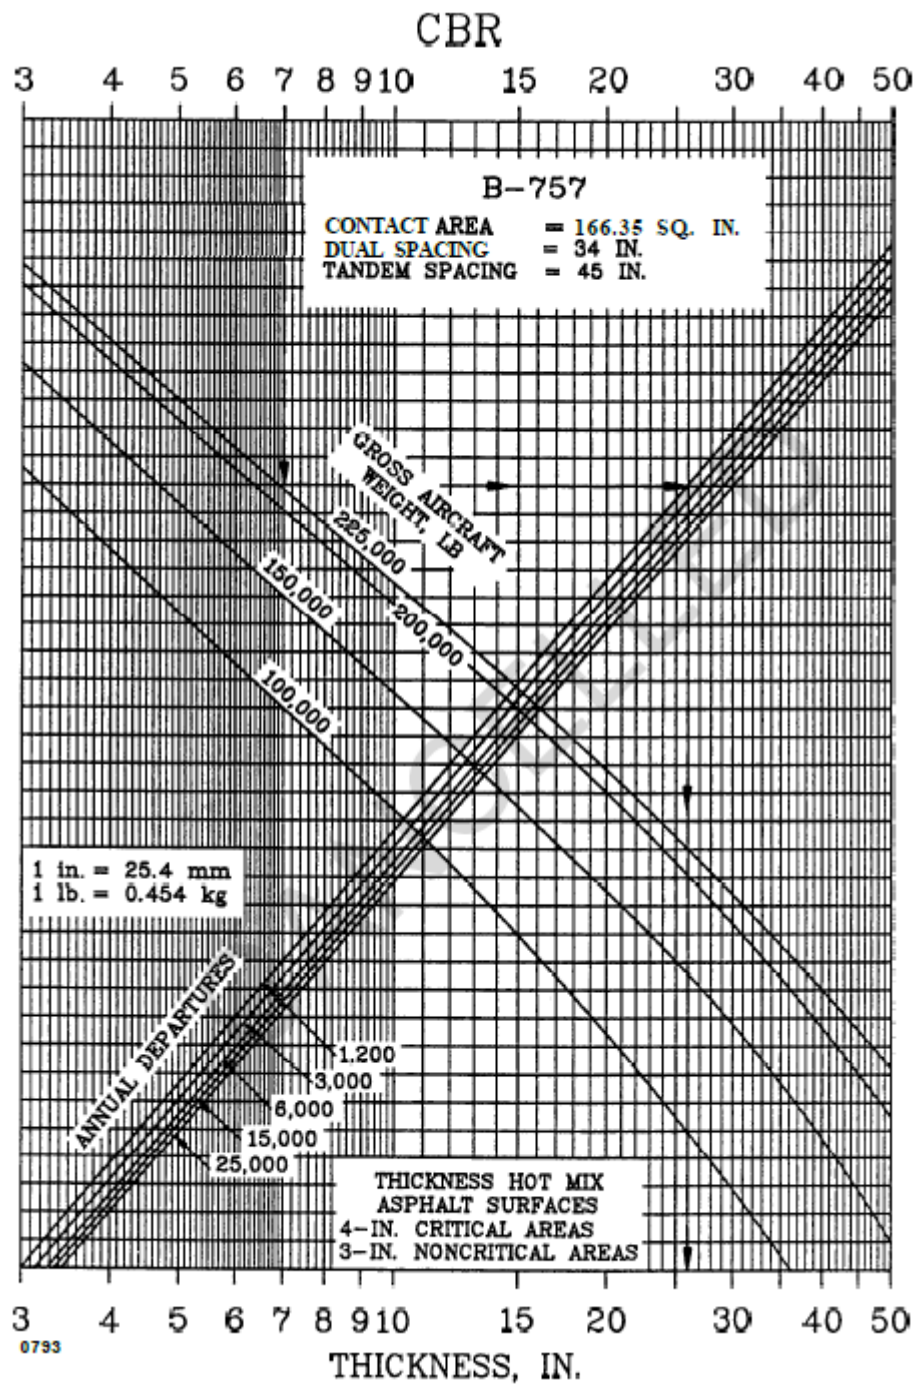 CBR
3 4 5 6 7 8 9 10 15 20 30 40 50
B-757
CONTACT AREA = 166.35 SQ. IN.
DUAL SPACING = 34 IN.
TANDEM SPACING = 45 IN.
GROSS AIRCRAFT
WEIGHT, LB
225,000
200,000
150,000
100,000
1 in. = 25.4 mm
1 lb. = 0.454 kg
ANNUAL DEPARTURES
1,200
3,000
6,000
15,000
25,000
THICKNESS HOT MIX
ASPHALT SURFACES
4-IN. CRITICAL AREAS
3-IN. NONCRITICAL AREAS
3 4 5 6 7 8 9 10 15 20 30 40 50
0793
THICKNESS, IN.